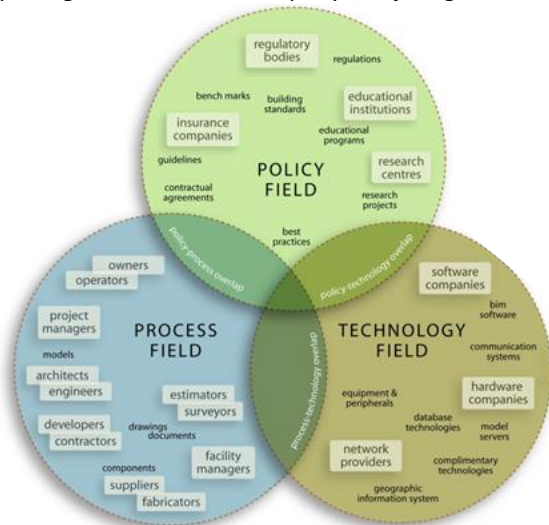 regulatory
bodies
regulations
bench marks
building
standards
educational
institutions
insurance
companies
educational
programs
guidelines
POLICY
FIELD
research
centres
contractual
agreements
research
projects
best
practices
policy-process overlap
policy-technology overlap
owners
operators
project
managers
PROCESS
FIELD
models
architects
engineers
estimators
surveyors
developers
contractors
drawings
documents
components
facility
managers
suppliers
fabricators
process-technology overlap
software
companies
bim
software
TECHNOLOGY
FIELD
communication
systems
equipment &
peripherals
hardware
companies
database
technologies
model
servers
network
providers
complimentary
technologies
geographic
information system